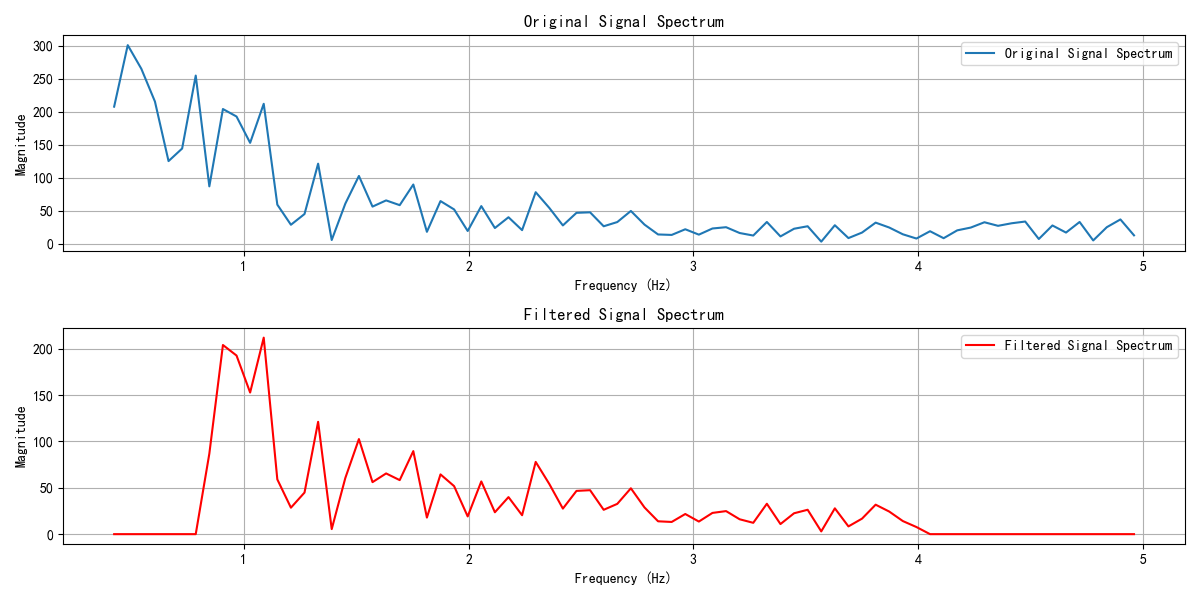 Original Signal Spectrum
Original Signal Spectrum
300
250
200
150
100
50
0
Magnitude
1 2 3 4 5
Frequency (Hz)
Filtered Signal Spectrum
Filtered Signal Spectrum
200
150
100
50
0
Magnitude
1 2 3 4 5
Frequency (Hz)